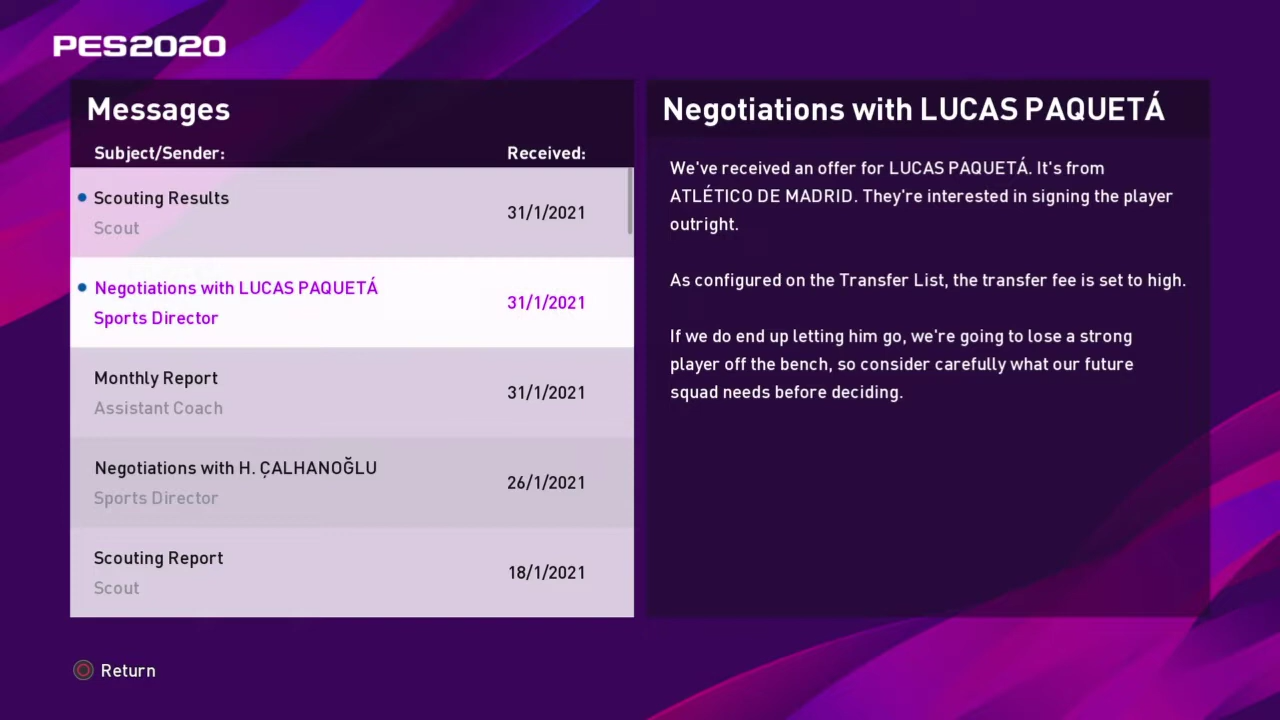 PES2020
Messages
Subject/Sender:
Received:
Scouting Results
Scout
31/1/2021
Negotiations with LUCAS PAQUETÁ
Sports Director
31/1/2021
Monthly Report
Assistant Coach
31/1/2021
Negotiations with H. ÇALHANOĞLU
Sports Director
26/1/2021
Scouting Report
Scout
18/1/2021
Negotiations with LUCAS PAQUETÁ
We've received an offer for LUCAS PAQUETÁ. It's from
ATLÉTICO DE MADRID. They're interested in signing the player
outright.
As configured on the Transfer List, the transfer fee is set to high.
If we do end up letting him go, we're going to lose a strong
player off the bench, so consider carefully what our future
squad needs before deciding.
Return